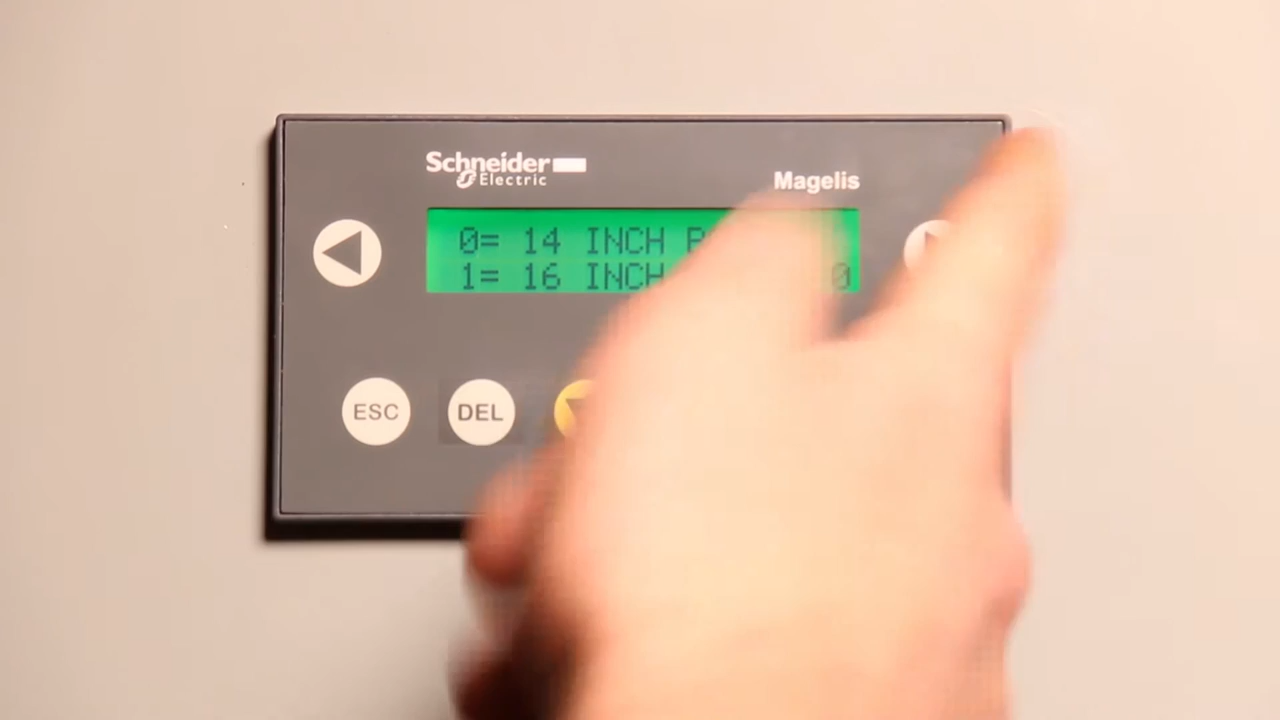 Schneider
Electric
Magelis
0= 14 INCH
1= 16 INCH 0
ESC
DEL